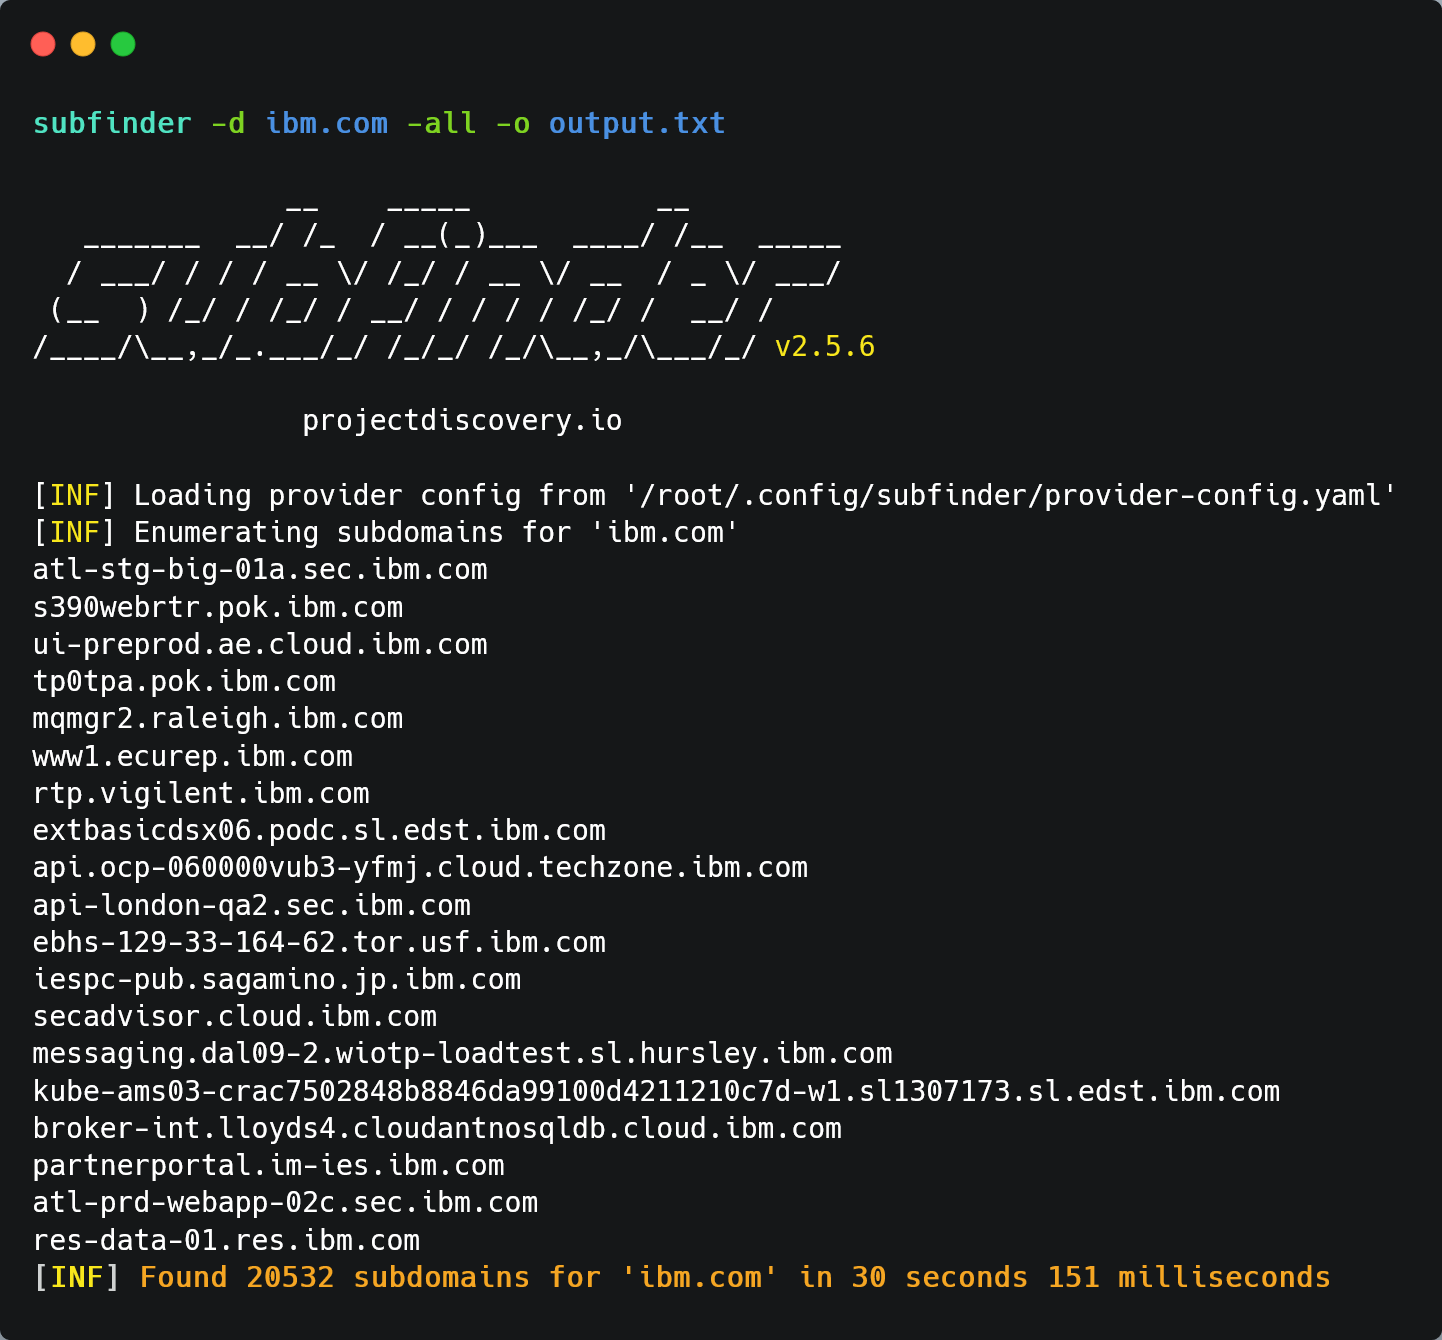 subfinder -d ibm.com -all -o output.txt
               __    _____           __
   _______  __/ /_  / __(_)___  ____/ /__  _____
  / ___/ / / / __ \/ /_/ / __ \/ __  / _ \/ ___/
 (__  ) /_/ / /_/ / __/ / / / / /_/ /  __/ /
/____/\__,_/_.___/_/ /_/_/ /_/\__,_/\___/_/ v2.5.6
projectdiscovery.io
[INF] Loading provider config from '/root/.config/subfinder/provider-config.yaml'
[INF] Enumerating subdomains for 'ibm.com'
atl-stg-big-01a.sec.ibm.com
s390webrtr.pok.ibm.com
ui-preprod.ae.cloud.ibm.com
tp0tpa.pok.ibm.com
mqmgr2.raleigh.ibm.com
www1.ecurep.ibm.com
rtp.vigilent.ibm.com
extbasicdsx06.podc.sl.edst.ibm.com
api.ocp-060000vub3-yfmj.cloud.techzone.ibm.com
api-london-qa2.sec.ibm.com
ebhs-129-33-164-62.tor.usf.ibm.com
iespc-pub.sagamino.jp.ibm.com
secadvisor.cloud.ibm.com
messaging.dal09-2.wiotp-loadtest.sl.hursley.ibm.com
kube-ams03-crac7502848b8846da99100d4211210c7d-w1.sl1307173.sl.edst.ibm.com
broker-int.lloyds4.cloudantnosqldb.cloud.ibm.com
partnerportal.im-ies.ibm.com
atl-prd-webapp-02c.sec.ibm.com
res-data-01.res.ibm.com
[INF] Found 20532 subdomains for 'ibm.com' in 30 seconds 151 milliseconds